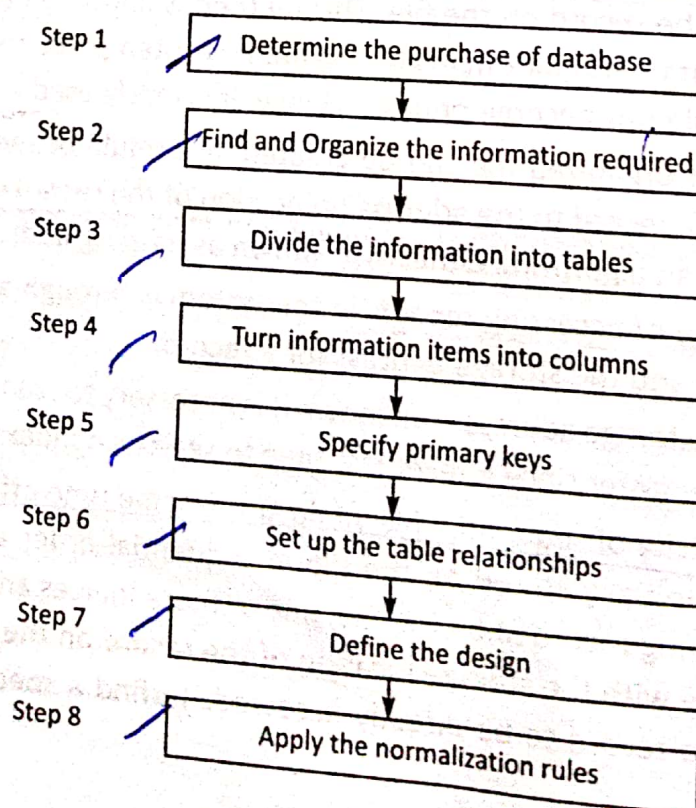 Step 1 Determine the purchase of database
Step 2 Find and Organize the information required
Step 3 Divide the information into tables
Step 4 Turn information items into columns
Step 5 Specify primary keys
Step 6 Set up the table relationships
Step 7 Define the design
Step 8 Apply the normalization rules